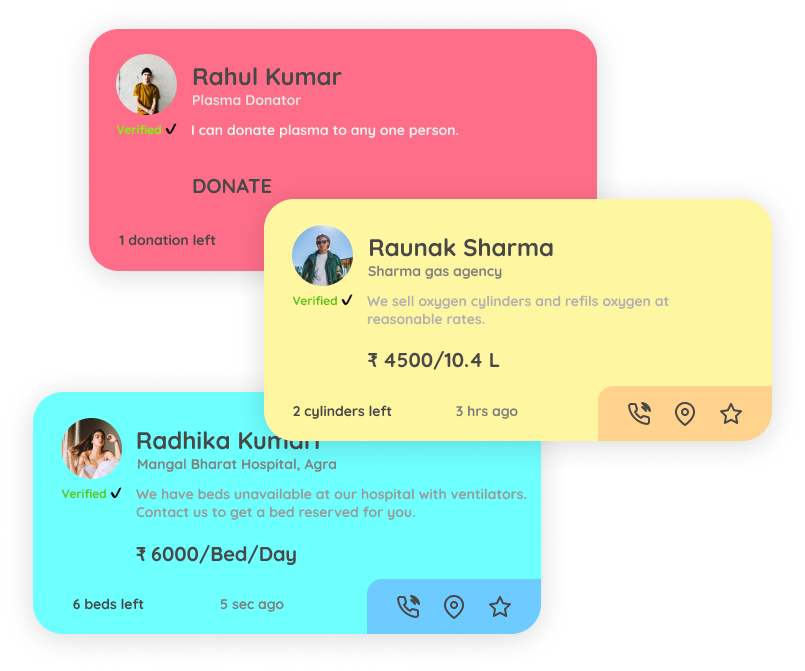 Rahul Kumar
Plasma Donator
Verified ✔
I can donate plasma to any one person.
DONATE
1 donation left
Raunak Sharma
Sharma gas agency
Verified ✔
We sell oxygen cylinders and refils oxygen at
reasonable rates.
₹ 4500/10.4 L
2 cylinders left
3 hrs ago
Radhika Kumari
Mangal Bharat Hospital, Agra
Verified ✔
We have beds unavailable at our hospital with ventilators.
Contact us to get a bed reserved for you.
₹ 6000/Bed/Day
6 beds left
5 sec ago